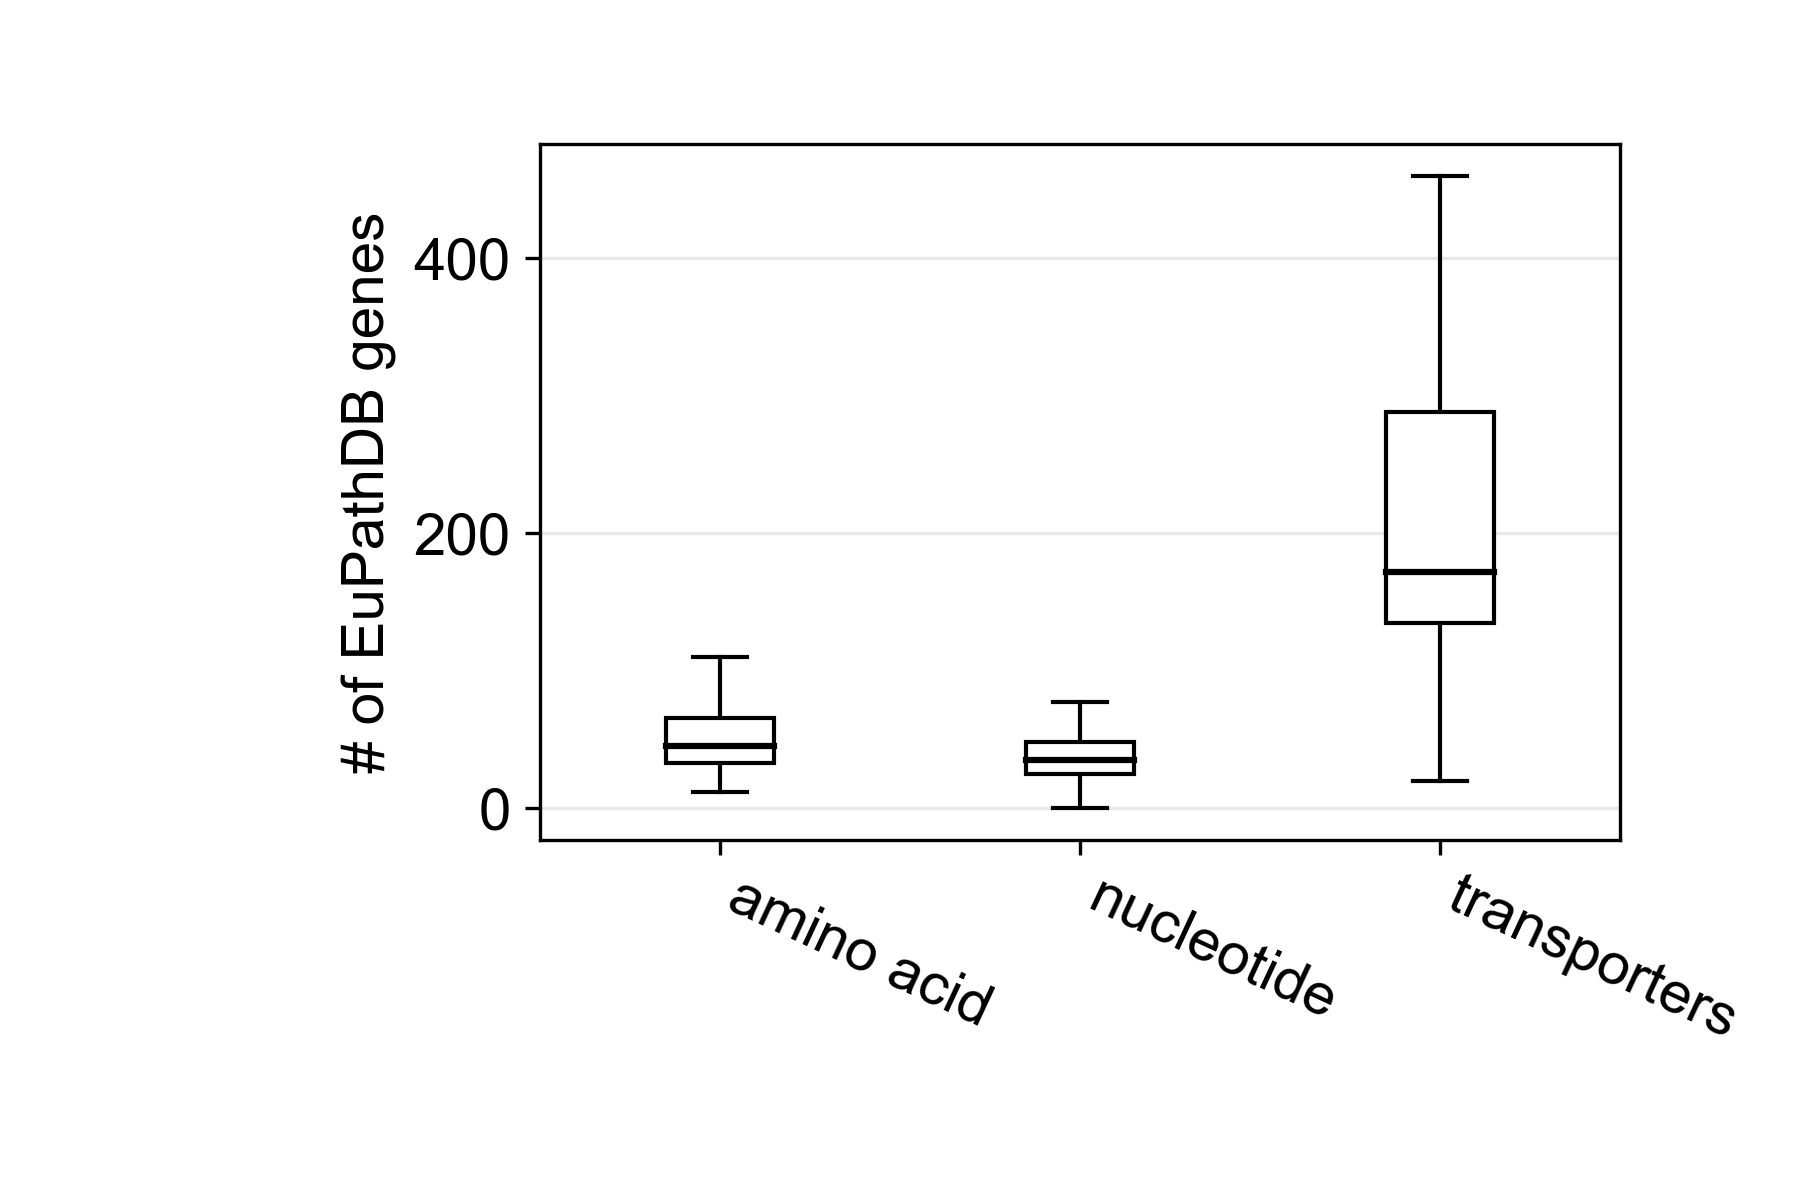 # of EuPathDB genes
400
200
0
amino acid
nucleotide
transporters